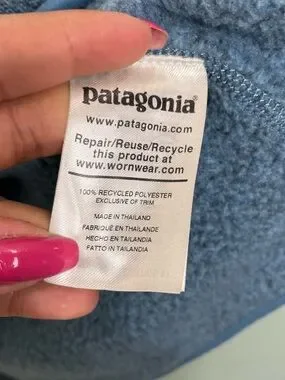 patagonia®
www.patagonia.com
Repair/Reuse/Recycle
this product at
www.wornwear.com
100% RECYCLED POLYESTER
EXCLUSIVE OF TRIM
MADE IN THAILAND
FABRIQUÉ EN THAILANDE
HECHO EN TAILANDIA
FATTO IN TAILANDIA